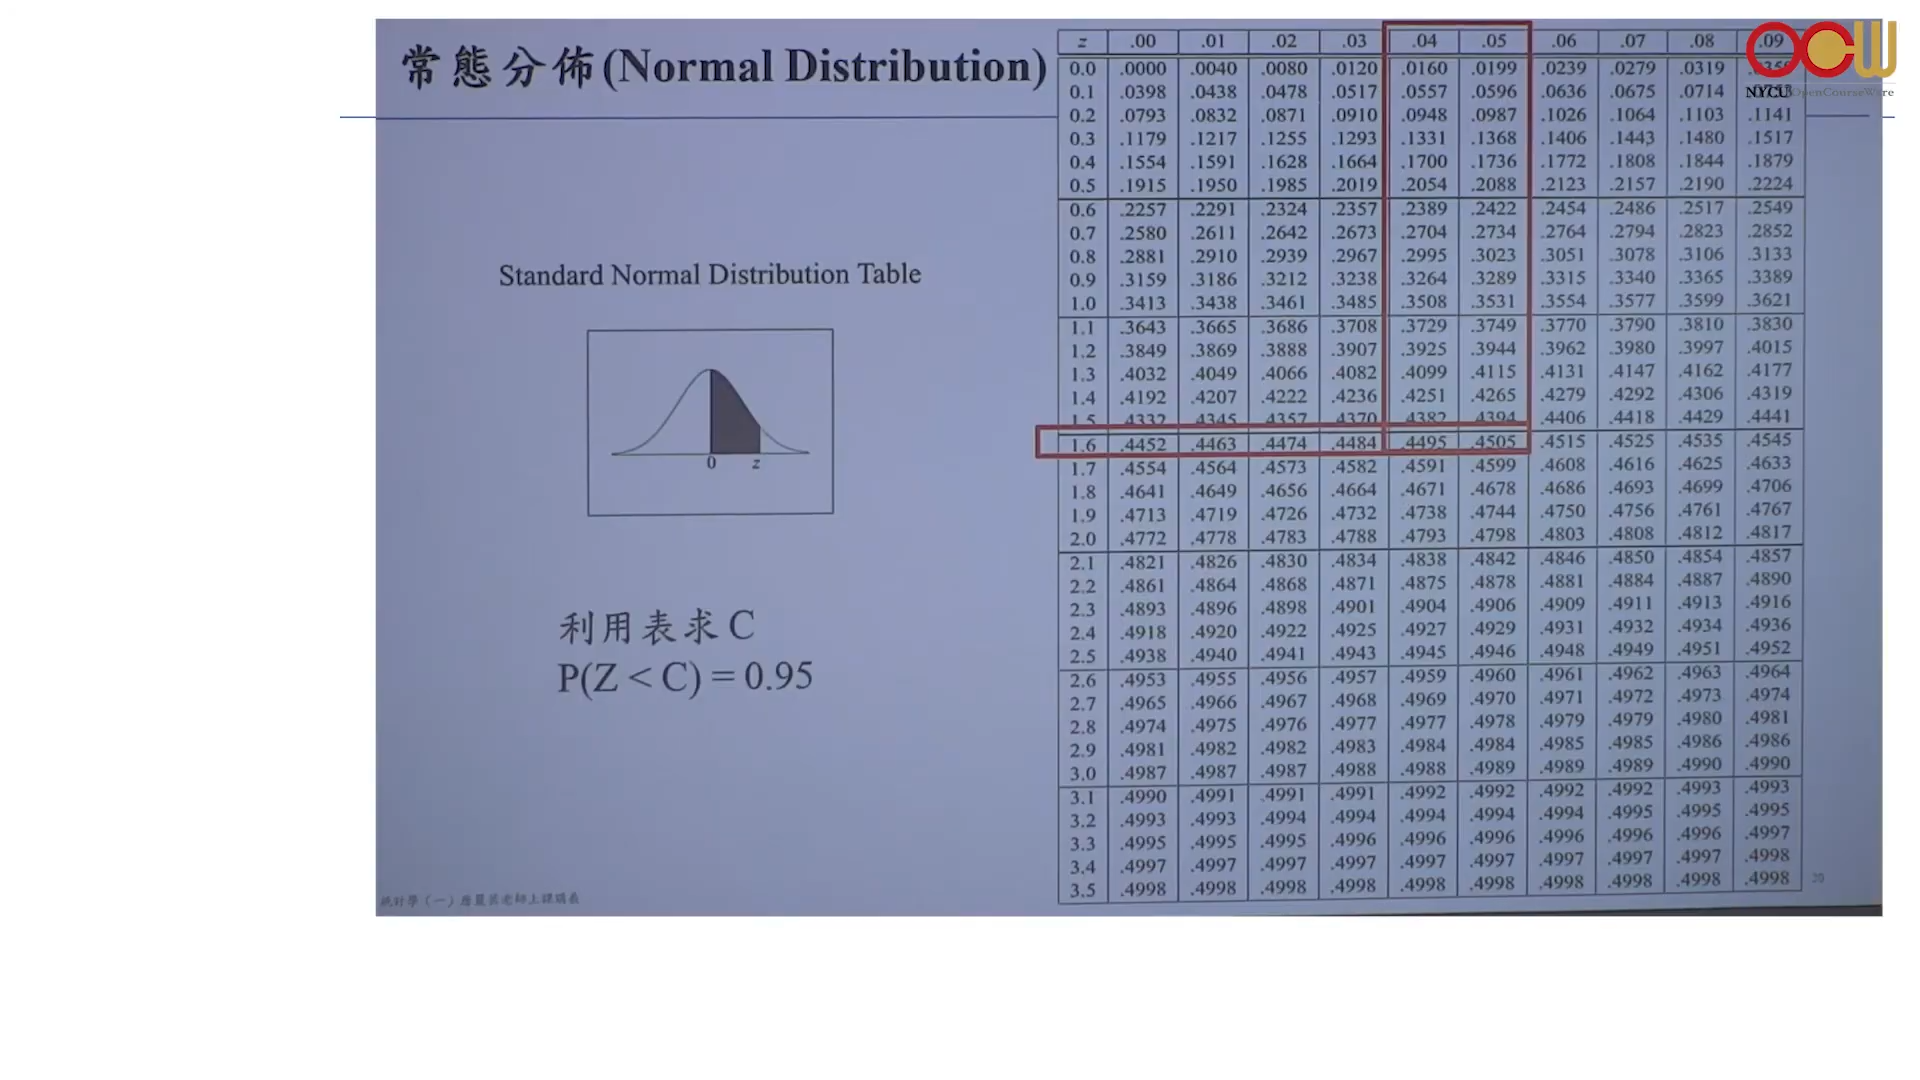 常態分佈(Normal Distribution)
OCW
NYCU OpenCourseWare
Standard Normal Distribution Table
0 z
利用表求 C
P(Z < C) = 0.95
z .00 .01 .02 .03 .04 .05 .06 .07 .08 .09
0.0 .0000 .0040 .0080 .0120 .0160 .0199 .0239 .0279 .0319
0.1 .0398 .0438 .0478 .0517 .0557 .0596 .0636 .0675 .0714
0.2 .0793 .0832 .0871 .0910 .0948 .0987 .1026 .1064 .1103 .1141
0.3 .1179 .1217 .1255 .1293 .1331 .1368 .1406 .1443 .1480 .1517
0.4 .1554 .1591 .1628 .1664 .1700 .1736 .1772 .1808 .1844 .1879
0.5 .1915 .1950 .1985 .2019 .2054 .2088 .2123 .2157 .2190 .2224
0.6 .2257 .2291 .2324 .2357 .2389 .2422 .2454 .2486 .2517 .2549
0.7 .2580 .2611 .2642 .2673 .2704 .2734 .2764 .2794 .2823 .2852
0.8 .2881 .2910 .2939 .2967 .2995 .3023 .3051 .3078 .3106 .3133
0.9 .3159 .3186 .3212 .3238 .3264 .3289 .3315 .3340 .3365 .3389
1.0 .3413 .3438 .3461 .3485 .3508 .3531 .3554 .3577 .3599 .3621
1.1 .3643 .3665 .3686 .3708 .3729 .3749 .3770 .3790 .3810 .3830
1.2 .3849 .3869 .3888 .3907 .3925 .3944 .3962 .3980 .3997 .4015
1.3 .4032 .4049 .4066 .4082 .4099 .4115 .4131 .4147 .4162 .4177
1.4 .4192 .4207 .4222 .4236 .4251 .4265 .4279 .4292 .4306 .4319
1.5 .4332 .4345 .4357 .4370 .4382 .4394 .4406 .4418 .4429 .4441
1.6 .4452 .4463 .4474 .4484 .4495 .4505 .4515 .4525 .4535 .4545
1.7 .4554 .4564 .4573 .4582 .4591 .4599 .4608 .4616 .4625 .4633
1.8 .4641 .4649 .4656 .4664 .4671 .4678 .4686 .4693 .4699 .4706
1.9 .4713 .4719 .4726 .4732 .4738 .4744 .4750 .4756 .4761 .4767
2.0 .4772 .4778 .4783 .4788 .4793 .4798 .4803 .4808 .4812 .4817
2.1 .4821 .4826 .4830 .4834 .4838 .4842 .4846 .4850 .4854 .4857
2.2 .4861 .4864 .4868 .4871 .4875 .4878 .4881 .4884 .4887 .4890
2.3 .4893 .4896 .4898 .4901 .4904 .4906 .4909 .4911 .4913 .4916
2.4 .4918 .4920 .4922 .4925 .4927 .4929 .4931 .4932 .4934 .4936
2.5 .4938 .4940 .4941 .4943 .4945 .4946 .4948 .4949 .4951 .4952
2.6 .4953 .4955 .4956 .4957 .4959 .4960 .4961 .4962 .4963 .4964
2.7 .4965 .4966 .4967 .4968 .4969 .4970 .4971 .4972 .4973 .4974
2.8 .4974 .4975 .4976 .4977 .4977 .4978 .4979 .4979 .4980 .4981
2.9 .4981 .4982 .4982 .4983 .4984 .4984 .4985 .4985 .4986 .4986
3.0 .4987 .4987 .4987 .4988 .4988 .4989 .4989 .4989 .4990 .4990
3.1 .4990 .4991 .4991 .4991 .4992 .4992 .4992 .4992 .4993 .4993
3.2 .4993 .4993 .4994 .4994 .4994 .4994 .4994 .4995 .4995 .4995
3.3 .4995 .4995 .4995 .4996 .4996 .4996 .4996 .4996 .4996 .4997
3.4 .4997 .4997 .4997 .4997 .4997 .4997 .4997 .4997 .4997 .4998
3.5 .4998 .4998 .4998 .4998 .4998 .4998 .4998 .4998 .4998 .4998
統計學（一）唐麗英老師上課講義
20